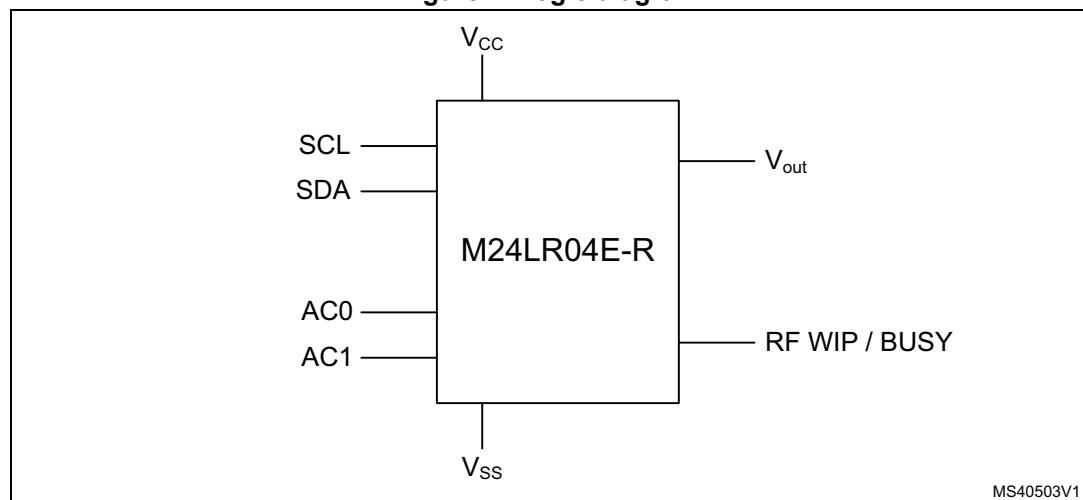 V_CC
SCL
SDA
V_out
M24LR04E-R
AC0
AC1
RF WIP / BUSY
V_SS
MS40503V1